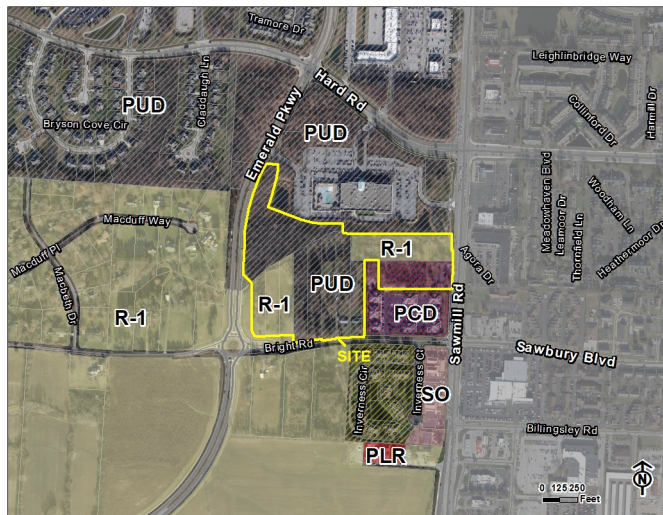 Tramore Dr
Leighlinbridge Way
Hard Rd
Claddaugh Ln
PUD
Collinford Dr
Harmill Dr
Bryson Cove Cir
PUD
Emerald Pkwy
Meadowhaven Blvd
Leamoor Dr
Thornfield Ln
Woodham Ln
Heathermoor Dr
Macduff Way
Macduff Pl
Macbeth Dr
R-1
Agora Dr
PUD
R-1
R-1
PCD
Sawmill Rd
Bright Rd
SITE
Sawbury Blvd
Inverness Cir
Inverness Ct
SO
Billingsley Rd
PLR
N
0 125 250
Feet